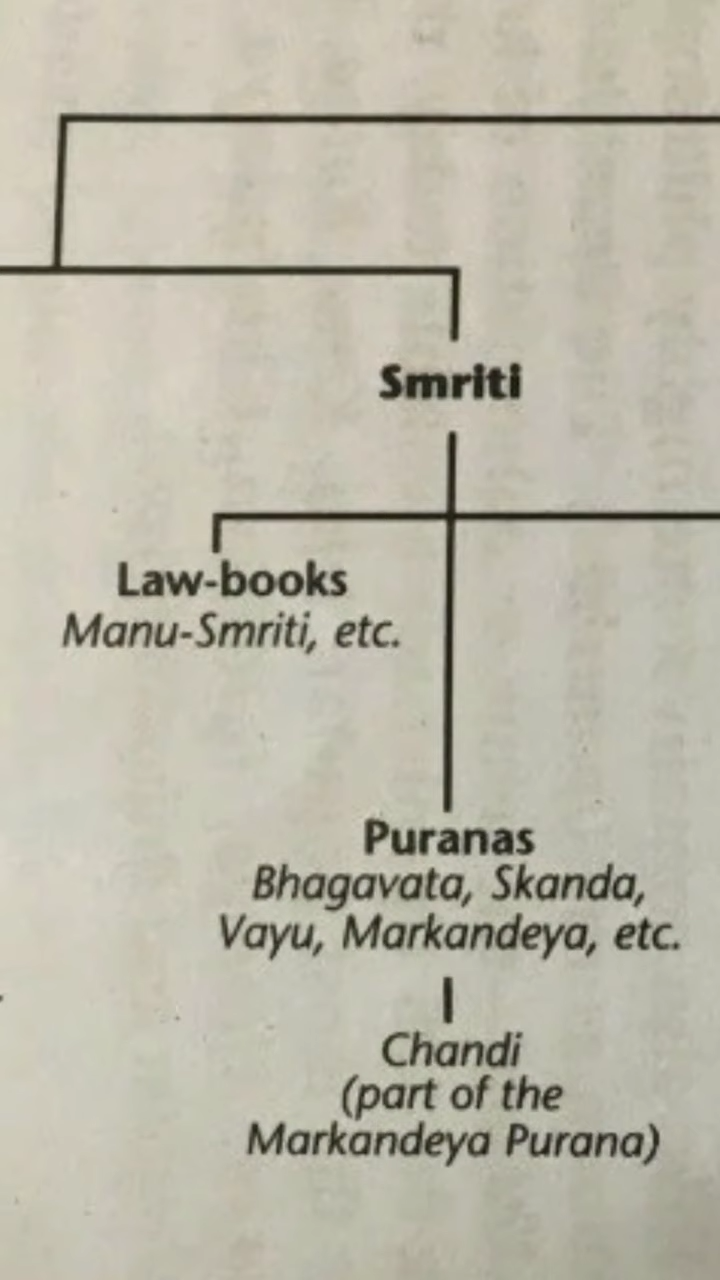 Smriti
Law-books
Manu-Smriti, etc.
Puranas
Bhagavata, Skanda,
Vayu, Markandeya, etc.
Chandi
(part of the
Markandeya Purana)